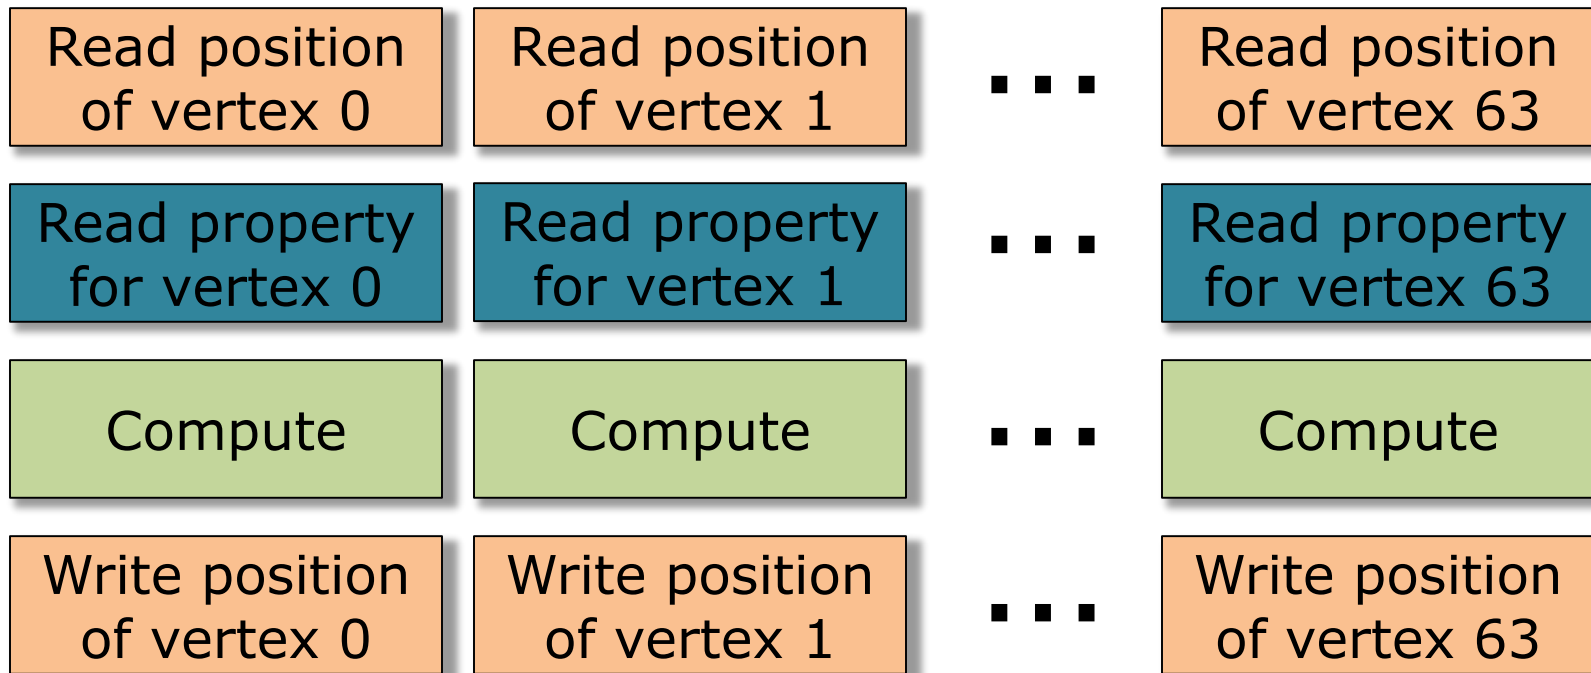 Read position
of vertex 0
Read position
of vertex 1
...
Read position
of vertex 63
Read property
for vertex 0
Read property
for vertex 1
...
Read property
for vertex 63
Compute
Compute
...
Compute
Write position
of vertex 0
Write position
of vertex 1
...
Write position
of vertex 63